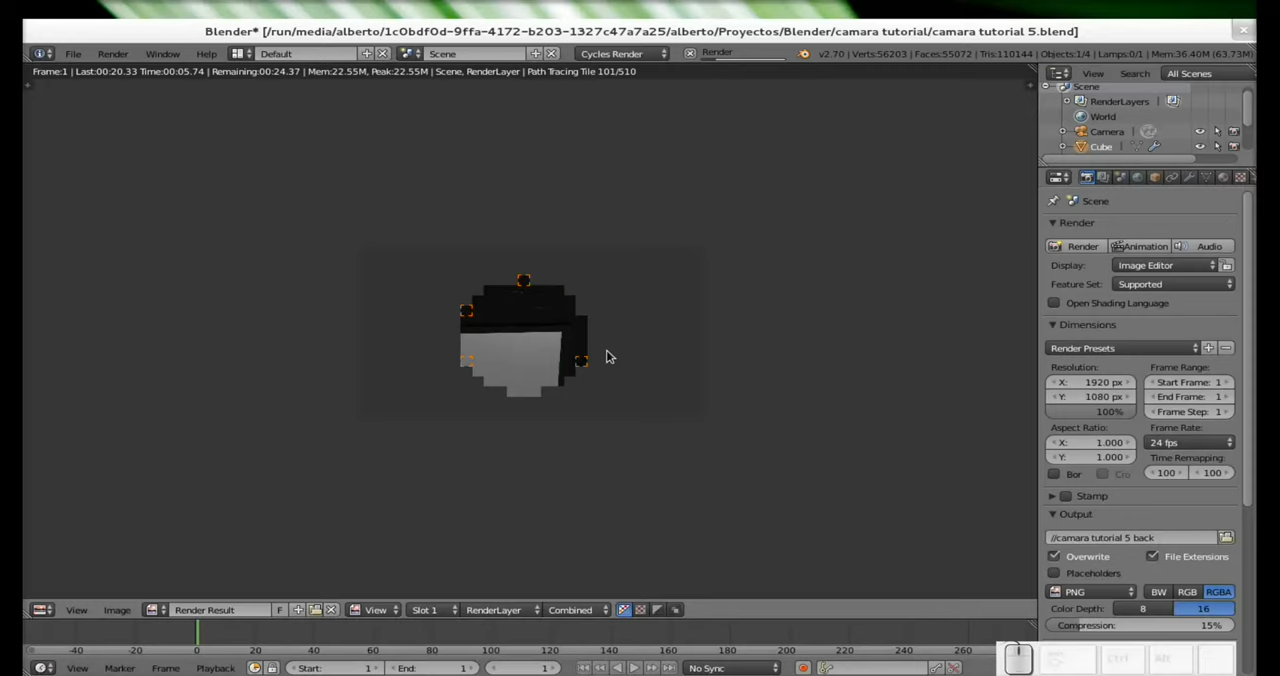 Blender* [/run/media/alberto/1c0bdf0d-9ffa-4172-b203-1327c47a7a25/alberto/Proyectos/Blender/camara tutorial/camara tutorial 5.blend]
File Render Window Help Default Scene Cycles Render Render v2.70 | Verts:56203 | Faces:55072 | Tris:110144 | Objects:1/4 | Lamps:0/1 | Mem:36.40M (63.73M)
Frame:1 | Last:00:20.33 Time:00:05.74 | Remaining:00:24.37 | Mem:22.55M, Peak:22.55M | Scene, RenderLayer | Path Tracing Tile 101/510
View Search All Scenes
Scene
RenderLayers
World
Camera
Cube
Scene
Render
Render Animation Audio
Display: Image Editor
Feature Set: Supported
Open Shading Language
Dimensions
Render Presets
Resolution: Frame Range:
X: 1920 px Start Frame: 1
Y: 1080 px End Frame: 1
100% Frame Step: 1
Aspect Ratio: Frame Rate:
X: 1.000 24 fps
Y: 1.000 Time Remapping:
Bor Cro 100 100
Stamp
Output
//camara tutorial 5 back
Overwrite File Extensions
Placeholders
PNG BW RGB RGBA
Color Depth: 8 16
Compression: 15%
View Image Render Result F View Slot 1 RenderLayer Combined
-40 -20 0 20 40 60 80 100 120 140 160 180 200 220 240 260
View Marker Frame Playback Start: 1 End: 1 1 No Sync
Ctrl Alt